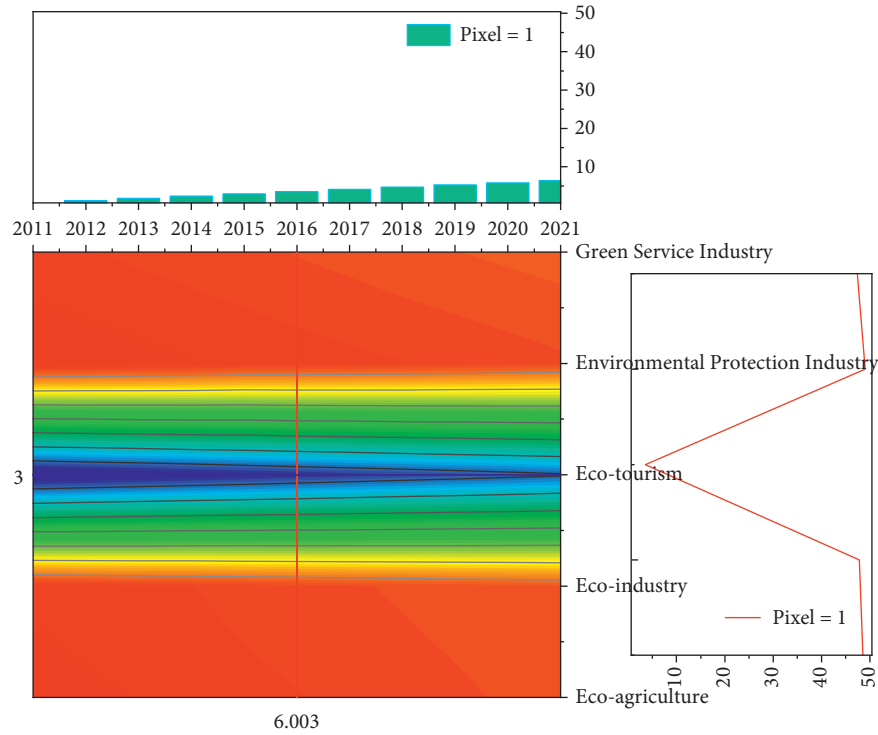 50
Pixel = 1
40
30
20
10
2011 2012 2013 2014 2015 2016 2017 2018 2019 2020 2021
Green Service Industry
Environmental Protection Industry
3
Eco-tourism
Eco-industry
Pixel = 1
Eco-agriculture
10 20 30 40 50
6.003